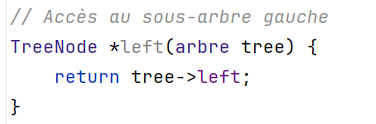 // Accès au sous-arbre gauche
TreeNode *left(arbre tree) {
    return tree->left;
}